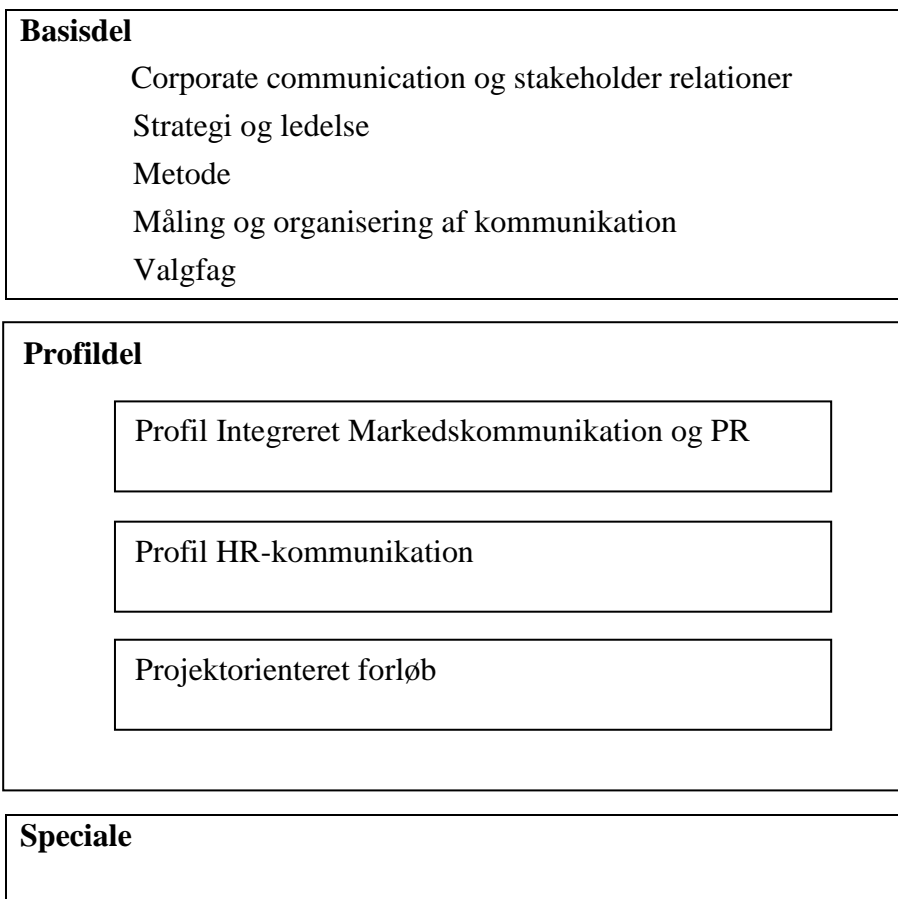 Basisdel
Corporate communication og stakeholder relationer
Strategi og ledelse
Metode
Måling og organisering af kommunikation
Valgfag
Profildel
Profil Integreret Markedskommunikation og PR
Profil HR-kommunikation
Projektorienteret forløb
Speciale